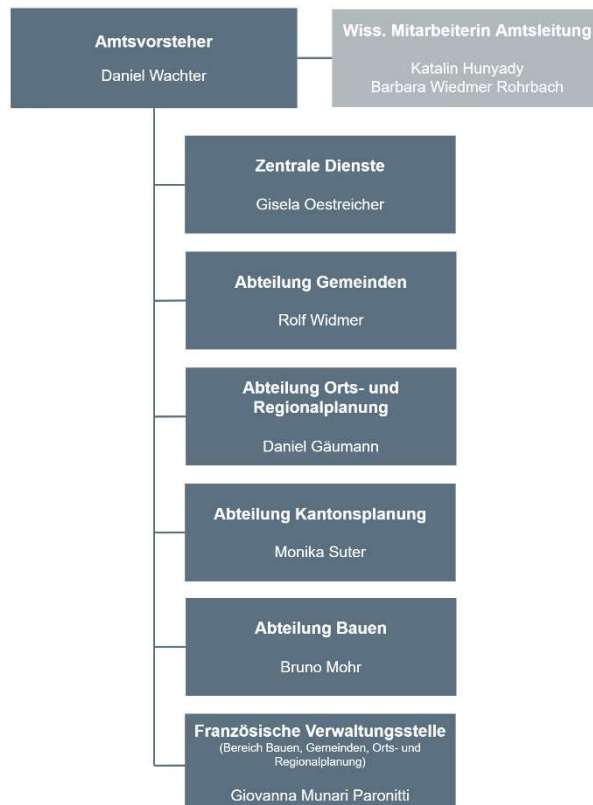 Amtsvorsteher
Daniel Wachter
Wiss. Mitarbeiterin Amtsleitung
Katalin Hunyady
Barbara Wiedmer Rohrbach
Zentrale Dienste
Gisela Oestreicher
Abteilung Gemeinden
Rolf Widmer
Abteilung Orts- und
Regionalplanung
Daniel Gäumann
Abteilung Kantonsplanung
Monika Suter
Abteilung Bauen
Bruno Mohr
Französische Verwaltungsstelle
(Bereich Bauen, Gemeinden, Orts- und
Regionalplanung)
Giovanna Munari Paronitti